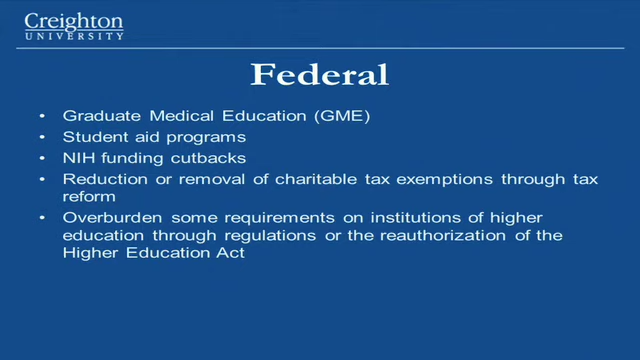 Creighton
UNIVERSITY
Federal
• Graduate Medical Education (GME)
• Student aid programs
• NIH funding cutbacks
• Reduction or removal of charitable tax exemptions through tax
reform
• Overburden some requirements on institutions of higher
education through regulations or the reauthorization of the
Higher Education Act